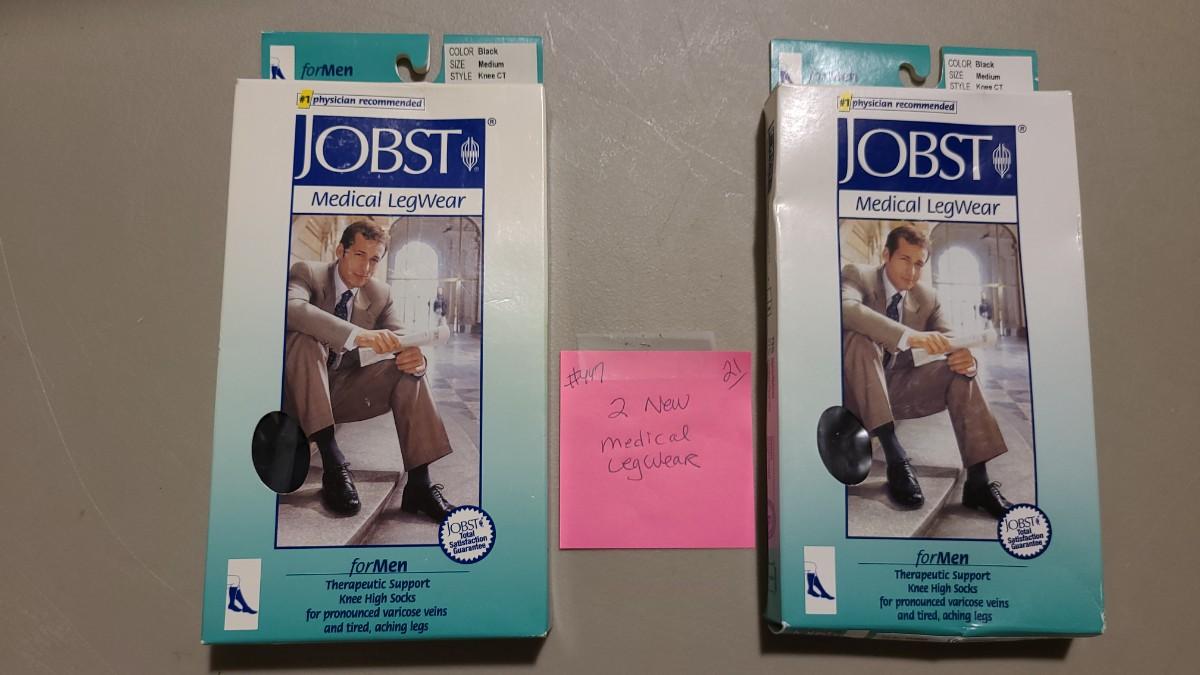 forMen
COLOR Black
SIZE Medium
STYLE Knee CT
#1 physician recommended
JOBST®
Medical LegWear
JOBST
Total
Satisfaction
Guarantee
forMen
Therapeutic Support
Knee High Socks
for pronounced varicose veins
and tired, aching legs
#447
21/
2 New
medical
LegWear
forMen
COLOR Black
SIZE Medium
STYLE Knee CT
#1 physician recommended
JOBST®
Medical LegWear
JOBST
Total
Satisfaction
Guarantee
forMen
Therapeutic Support
Knee High Socks
for pronounced varicose veins
and tired, aching legs